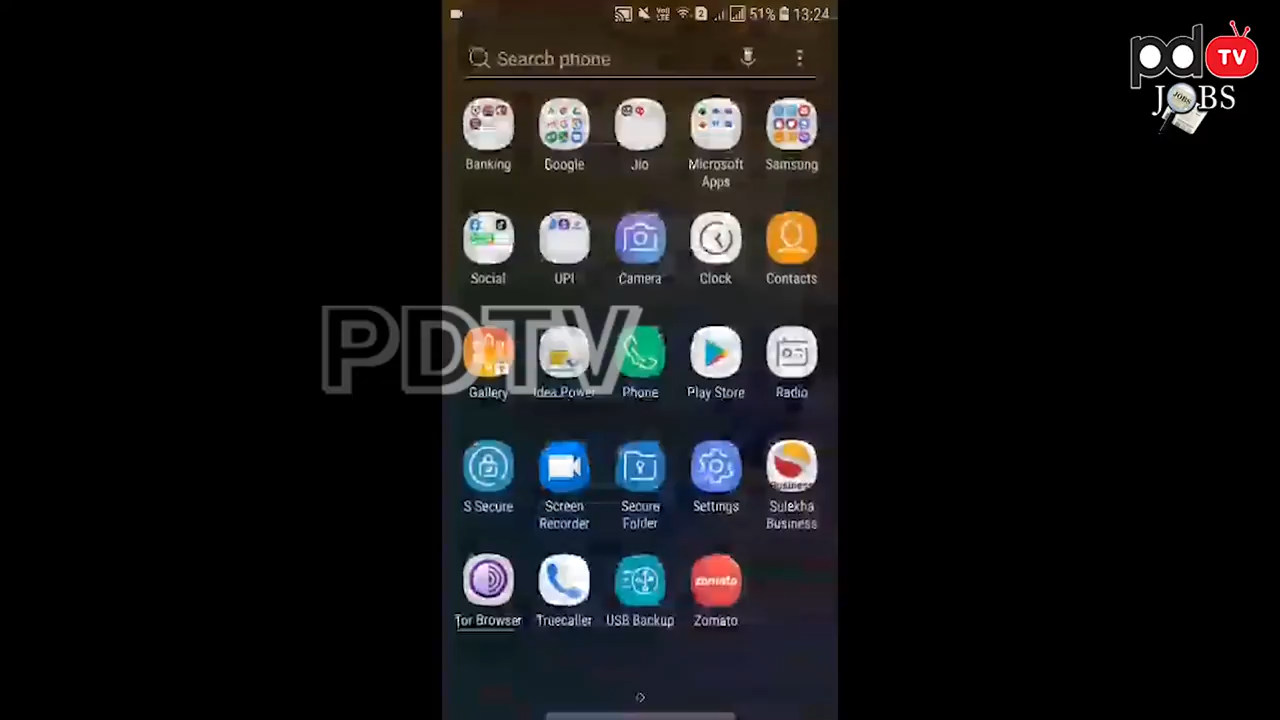 51% 13:24
pd TV
JOBS
Search phone
Banking Google Jio Microsoft Apps Samsung
Social UPI Camera Clock Contacts
PDTV
Gallery Idea Power Phone Play Store Radio
S Secure Screen Recorder Secure Folder Settings Sulekha Business
Tor Browser Truecaller USB Backup Zomato